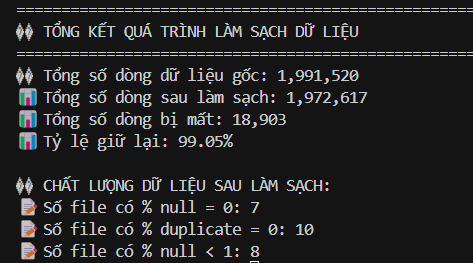 ============================================================
TỔNG KẾT QUÁ TRÌNH LÀM SẠCH DỮ LIỆU
============================================================
Tổng số dòng dữ liệu gốc: 1,991,520
Tổng số dòng sau làm sạch: 1,972,617
Tổng số dòng bị mất: 18,903
Tỷ lệ giữ lại: 99.05%
CHẤT LƯỢNG DỮ LIỆU SAU LÀM SẠCH:
Số file có % null = 0: 7
Số file có % duplicate = 0: 10
Số file có % null < 1: 8